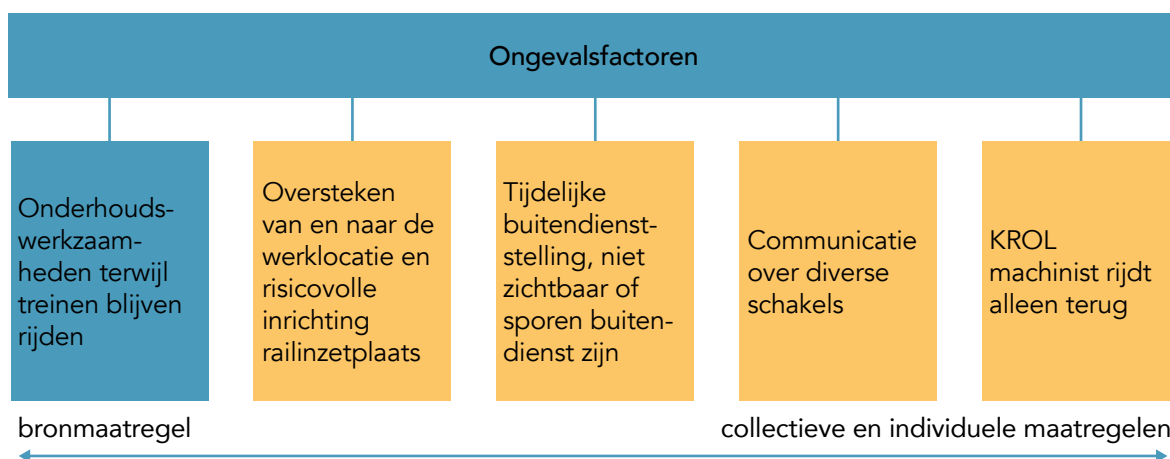 Ongevalsfactoren
Onderhouds-
werkzaam-
heden terwijl
treinen blijven
rijden
Oversteken
van en naar de
werklocatie en
risicovolle
inrichting
railinzetplaats
Tijdelijke
buitendienst-
stelling, niet
zichtbaar of
sporen buiten-
dienst zijn
Communicatie
over diverse
schakels
KROL
machinist rijdt
alleen terug
bronmaatregel
collectieve en individuele maatregelen